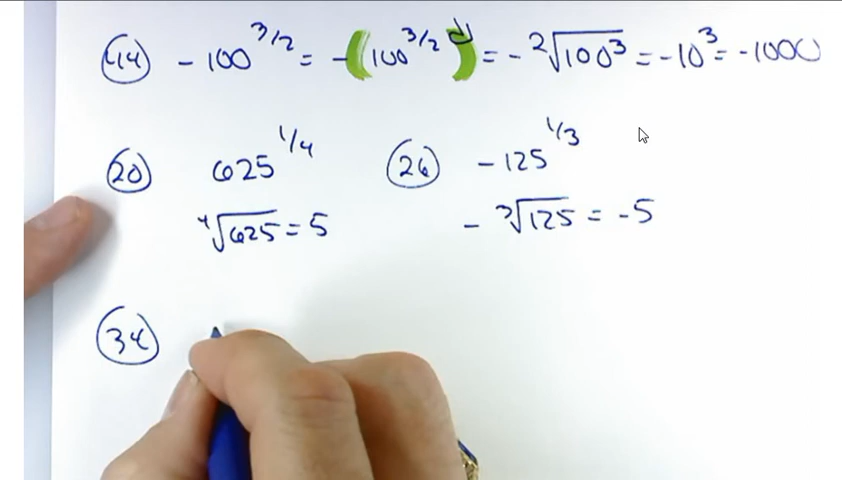 (14) - 100^3/2 = -(100^3/2) = - ²√100³ = -10³ = -1000
(20) 625^1/4 (26) -125^1/3
⁴√625 = 5 - ³√125 = -5
(34)